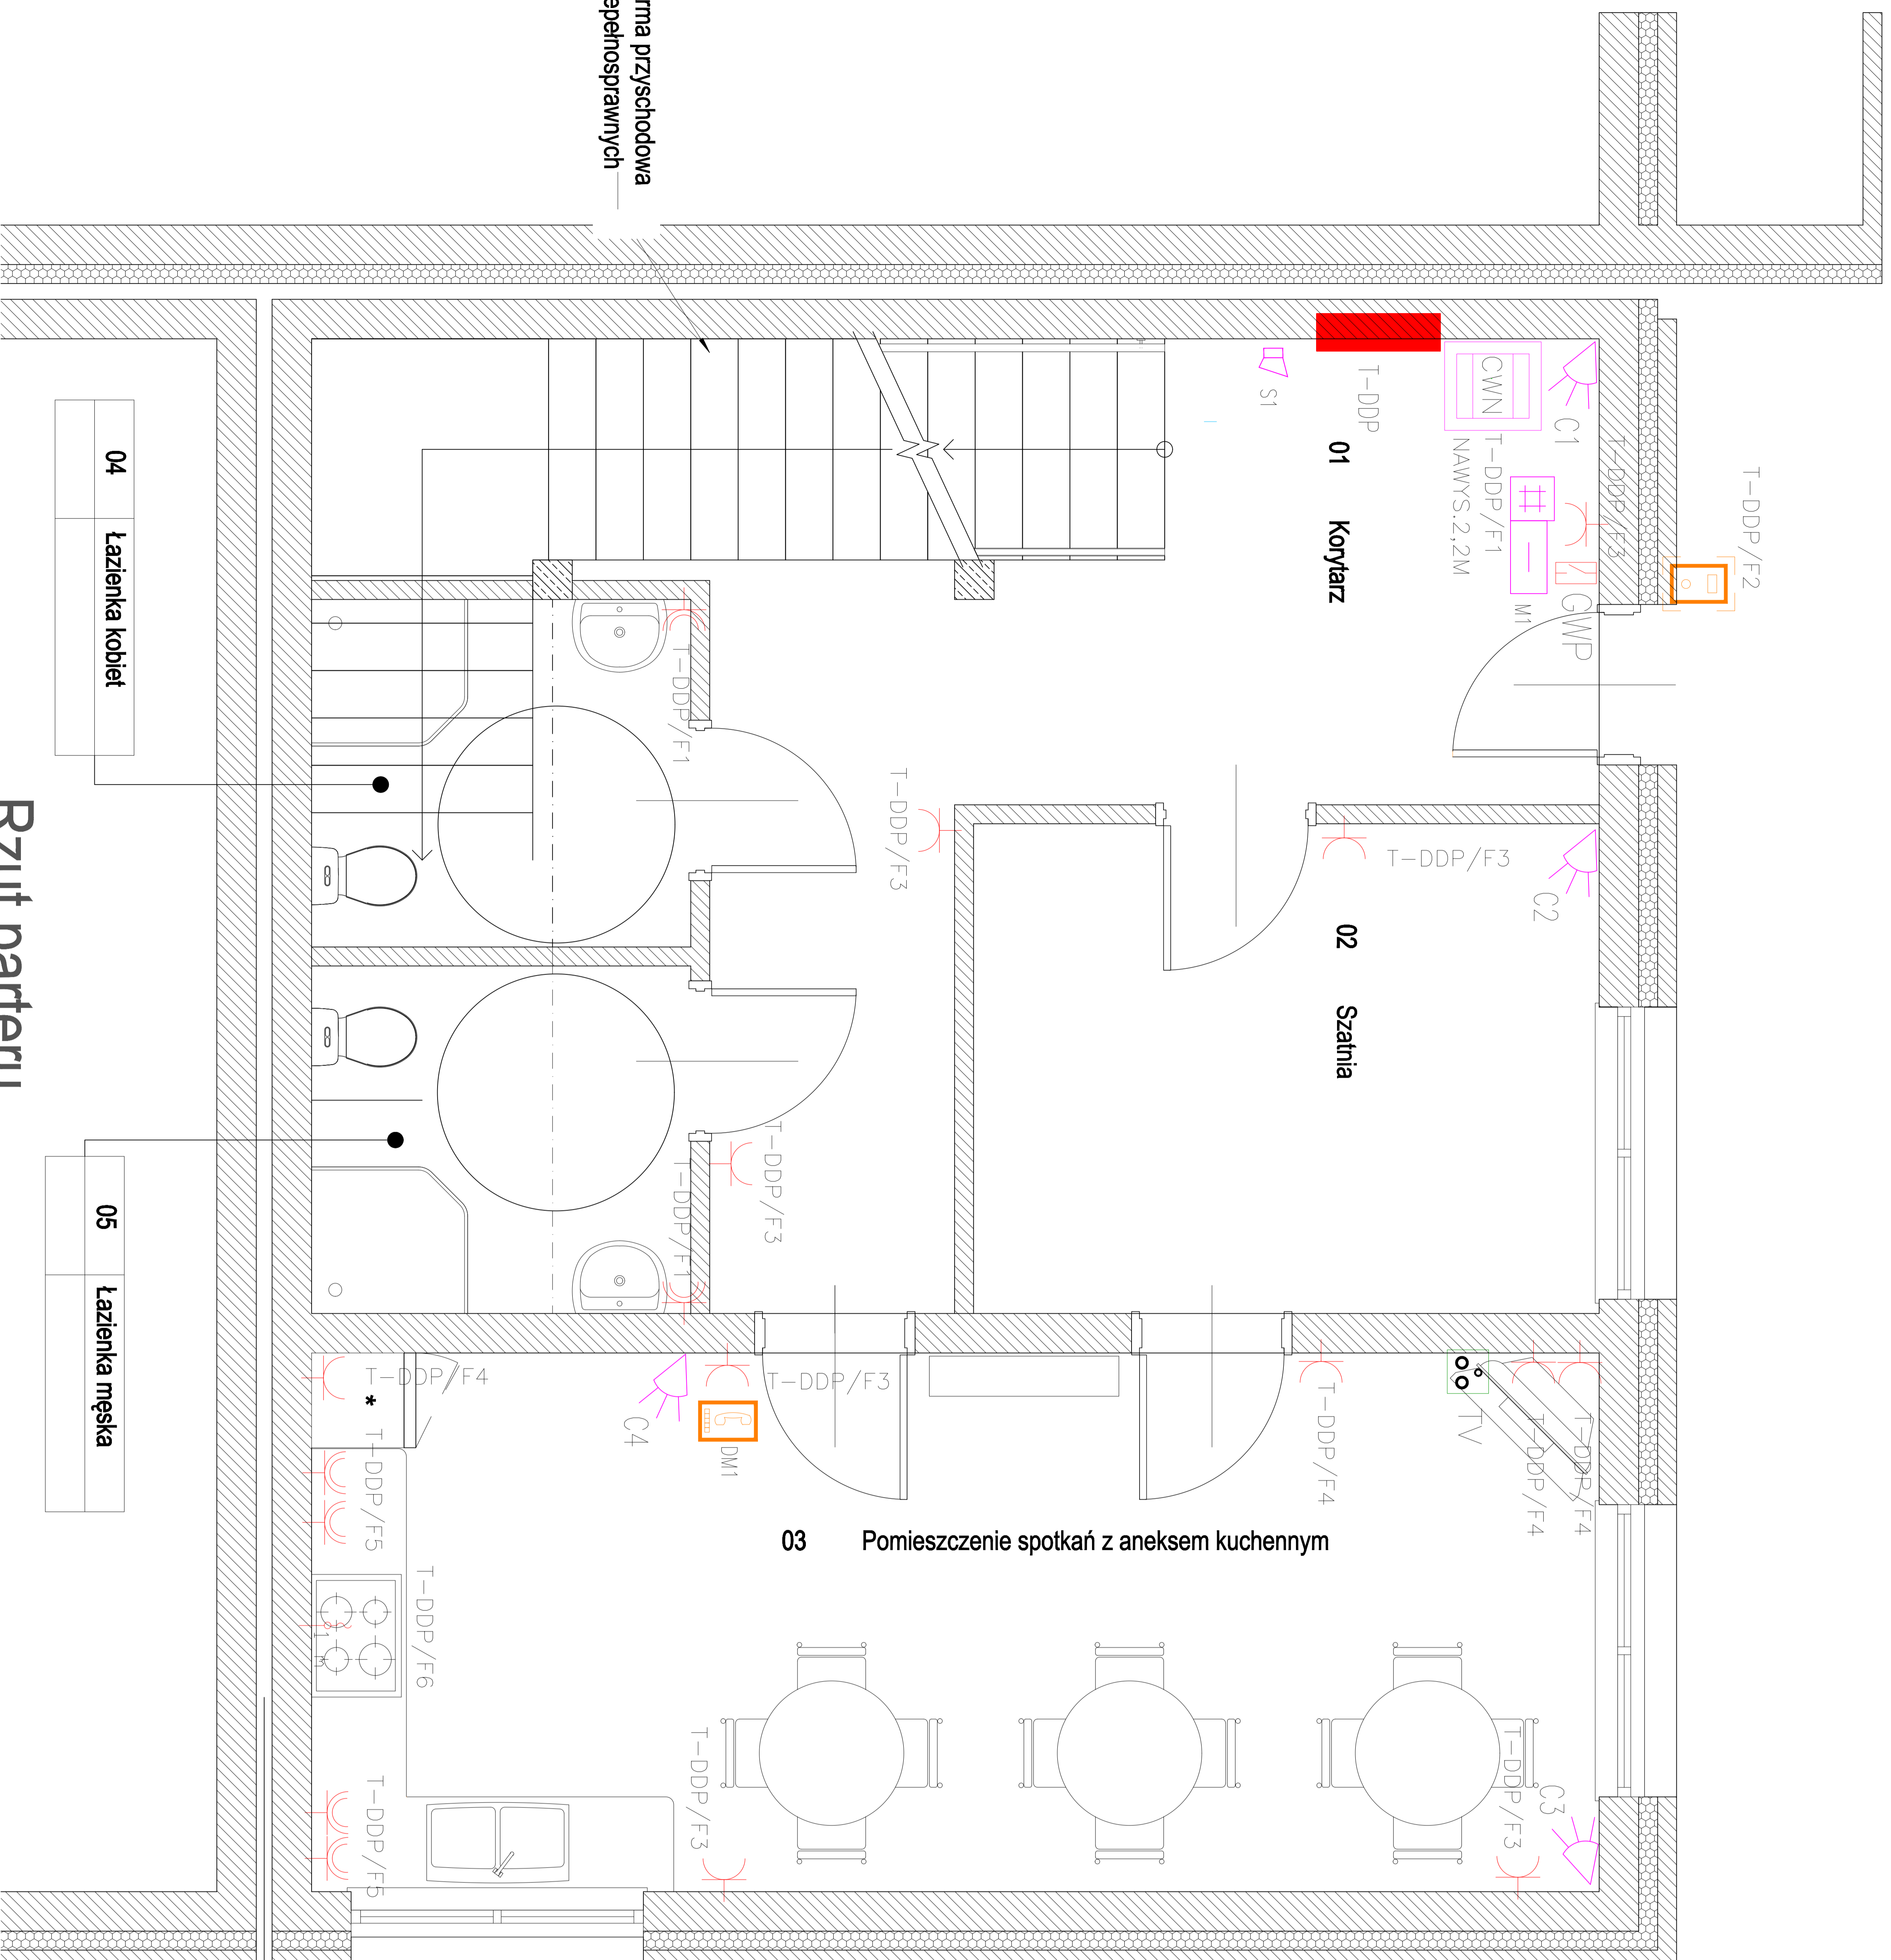 rma przyschodowa
epełnosprawnych
T-DDP/F2
T-DDP/F3
C1
CWN
T-DDP/F1
NAWYS.2,2M
M1
GWP
T-DDP
S1
01 Korytarz
T-DDP/F1
T-DDP/F3
T-DDP/F3
C2
02 Szatnia
T-DDP/F3
T-DDP/F1
04 Łazienka kobiet
05 Łazienka męska
T-DDP/F4
*
T-DDP/F5
T-DDP/F6
T-DDP/F5
C4
T-DDP/F3
DM1
T-DDP/F4
TV
T-DDP/F4
T-DDP/F4
03 Pomieszczenie spotkań z aneksem kuchennym
T-DDP/F3
T-DDP/F3
C3
Rzut parteru